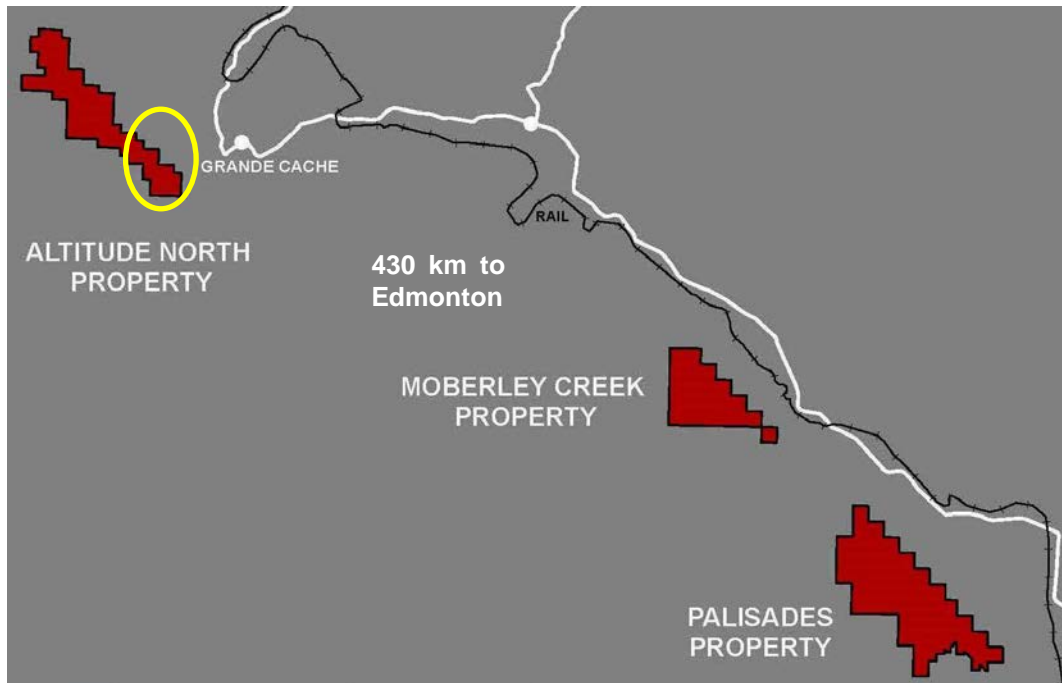 GRANDE CACHE
RAIL
ALTITUDE NORTH
PROPERTY
430 km to
Edmonton
MOBERLEY CREEK
PROPERTY
PALISADES
PROPERTY